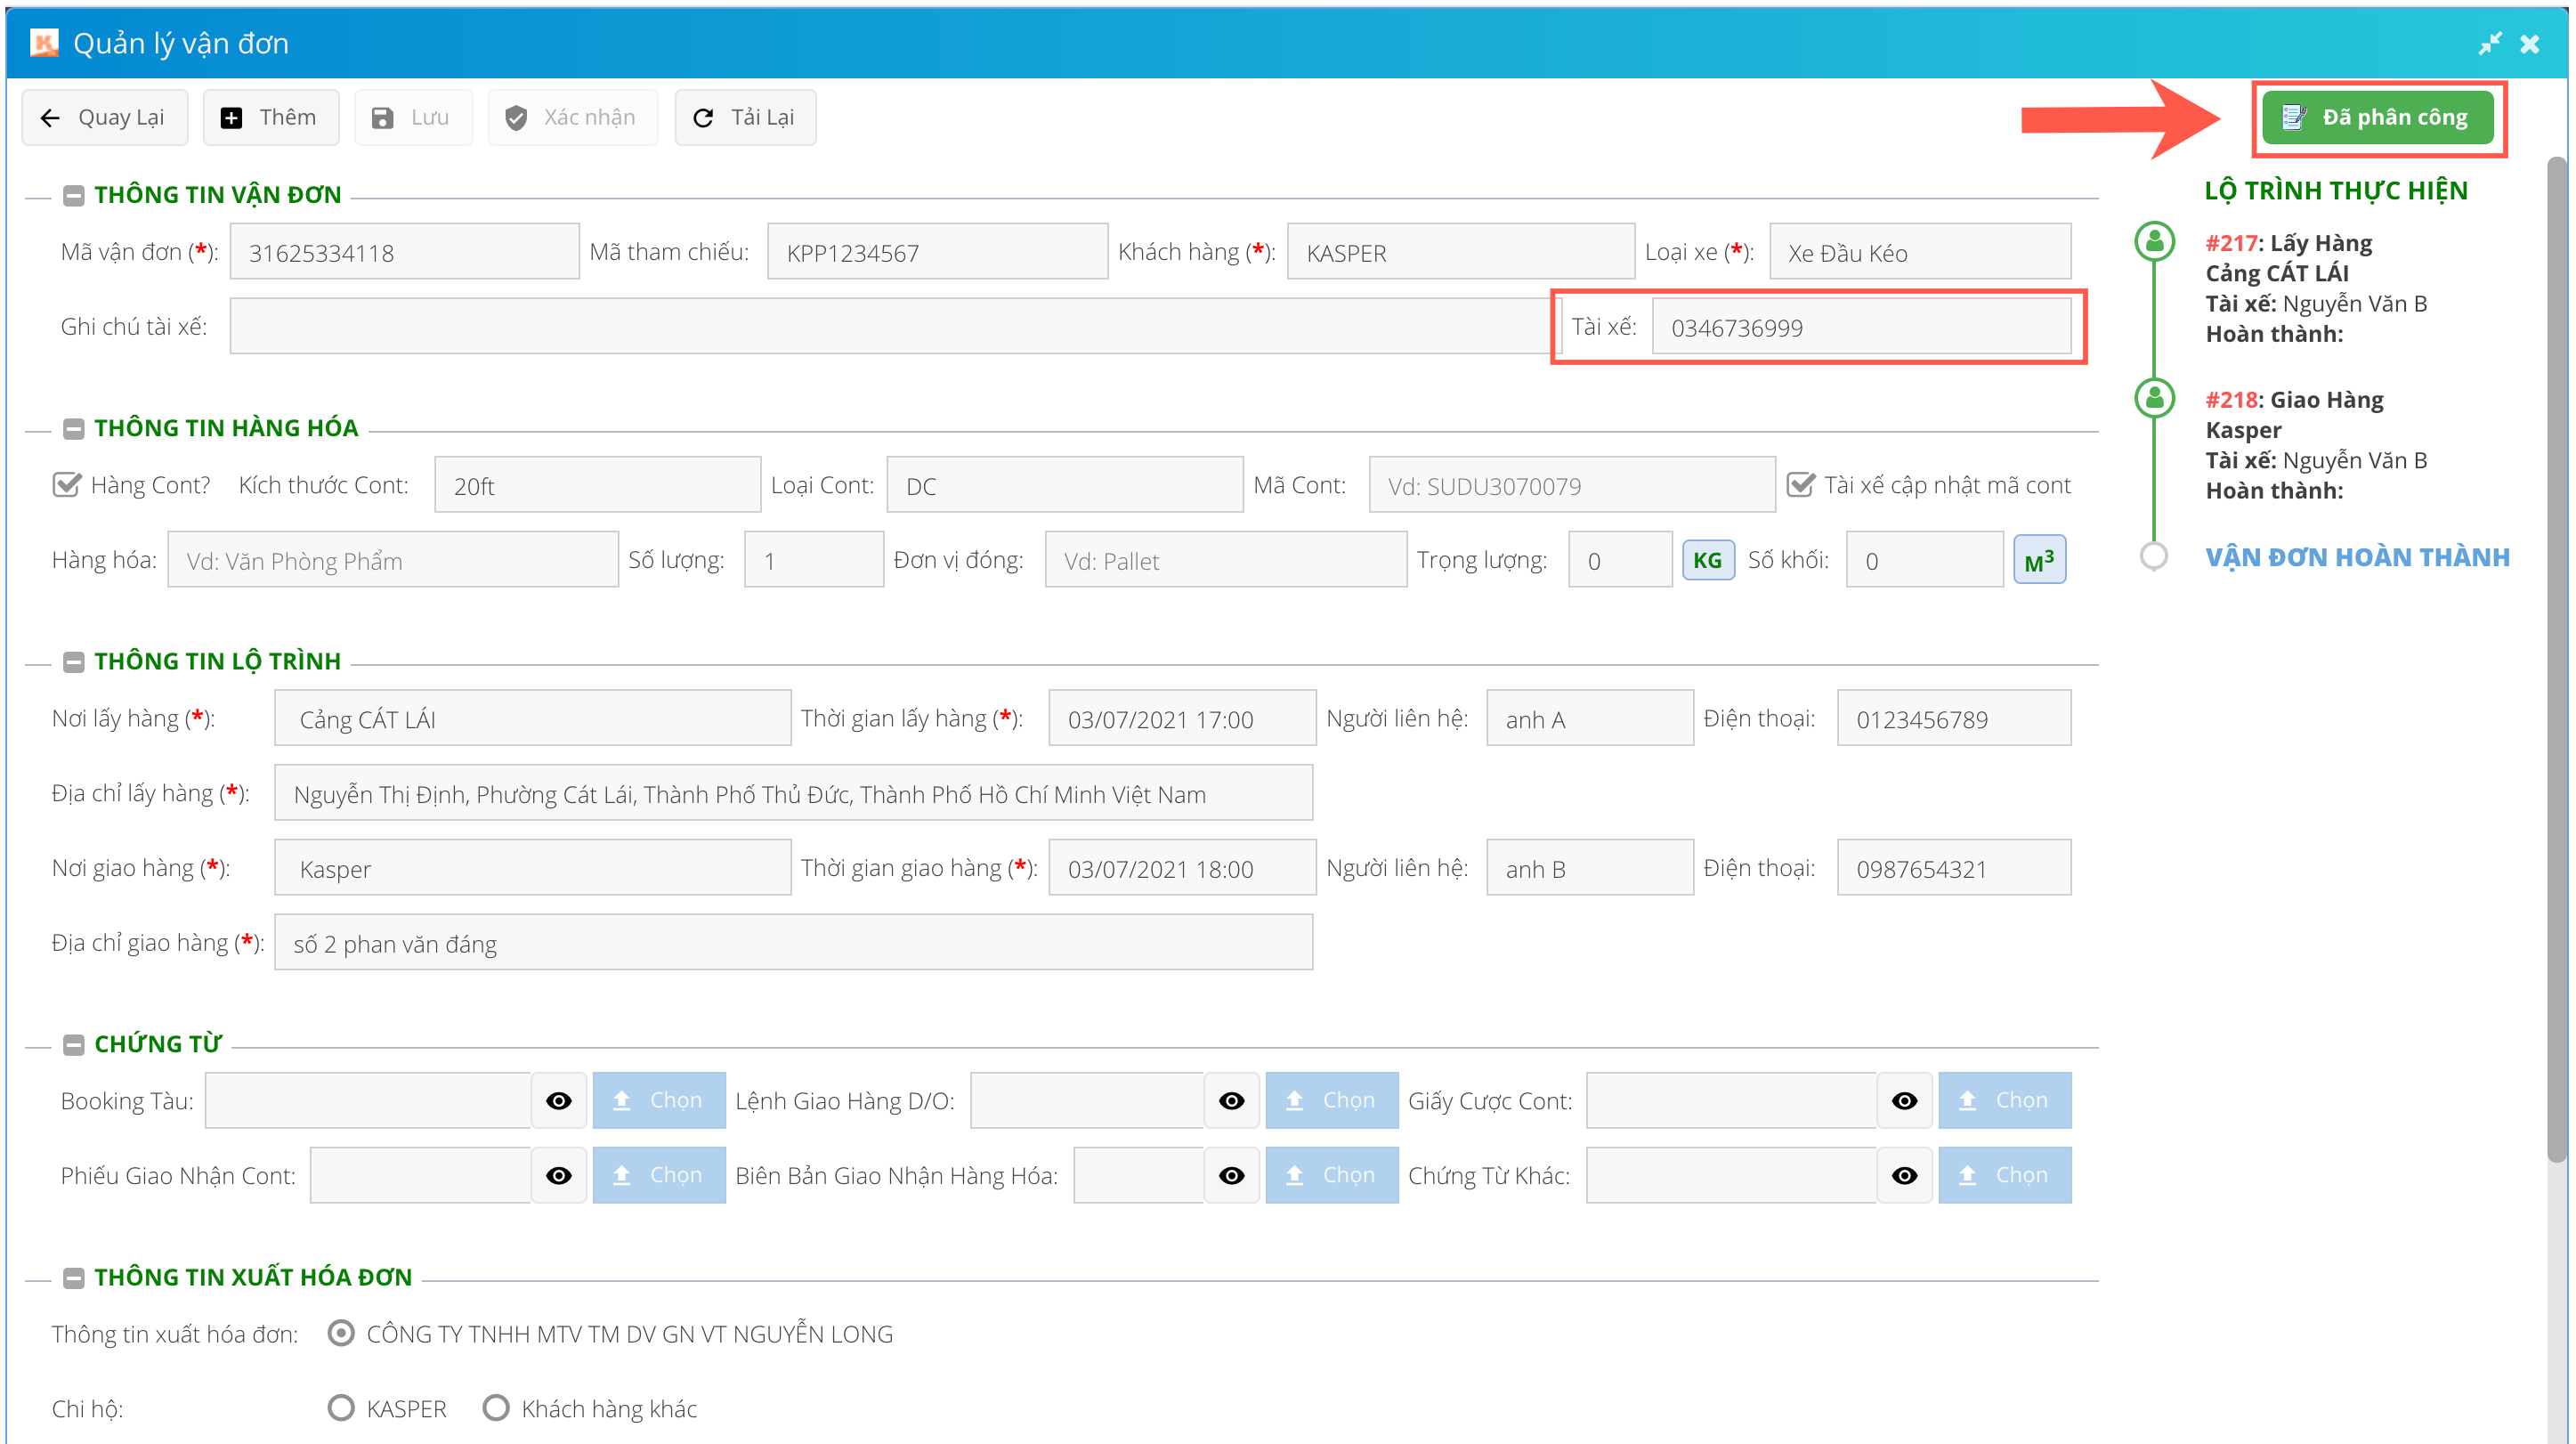 Quản lý vận đơn
Quay Lại Thêm Lưu Xác nhận Tải Lại Đã phân công
THÔNG TIN VẬN ĐƠN
Mã vận đơn (*): 31625334118 Mã tham chiếu: KPP1234567 Khách hàng (*): KASPER Loại xe (*): Xe Đầu Kéo
Ghi chú tài xế: Tài xế: 0346736999
THÔNG TIN HÀNG HÓA
Hàng Cont? Kích thước Cont: 20ft Loại Cont: DC Mã Cont: Vd: SUDU3070079 Tài xế cập nhật mã cont
Hàng hóa: Vd: Văn Phòng Phẩm Số lượng: 1 Đơn vị đóng: Vd: Pallet Trọng lượng: 0 KG Số khối: 0 M³
THÔNG TIN LỘ TRÌNH
Nơi lấy hàng (*): Cảng CÁT LÁI Thời gian lấy hàng (*): 03/07/2021 17:00 Người liên hệ: anh A Điện thoại: 0123456789
Địa chỉ lấy hàng (*): Nguyễn Thị Định, Phường Cát Lái, Thành Phố Thủ Đức, Thành Phố Hồ Chí Minh Việt Nam
Nơi giao hàng (*): Kasper Thời gian giao hàng (*): 03/07/2021 18:00 Người liên hệ: anh B Điện thoại: 0987654321
Địa chỉ giao hàng (*): số 2 phan văn đáng
CHỨNG TỪ
Booking Tàu: Chọn Lệnh Giao Hàng D/O: Chọn Giấy Cược Cont: Chọn
Phiếu Giao Nhận Cont: Chọn Biên Bản Giao Nhận Hàng Hóa: Chọn Chứng Từ Khác: Chọn
THÔNG TIN XUẤT HÓA ĐƠN
Thông tin xuất hóa đơn: CÔNG TY TNHH MTV TM DV GN VT NGUYỄN LONG
Chi hộ: KASPER Khách hàng khác
LỘ TRÌNH THỰC HIỆN
#217: Lấy Hàng
Cảng CÁT LÁI
Tài xế: Nguyễn Văn B
Hoàn thành:
#218: Giao Hàng
Kasper
Tài xế: Nguyễn Văn B
Hoàn thành:
VẬN ĐƠN HOÀN THÀNH